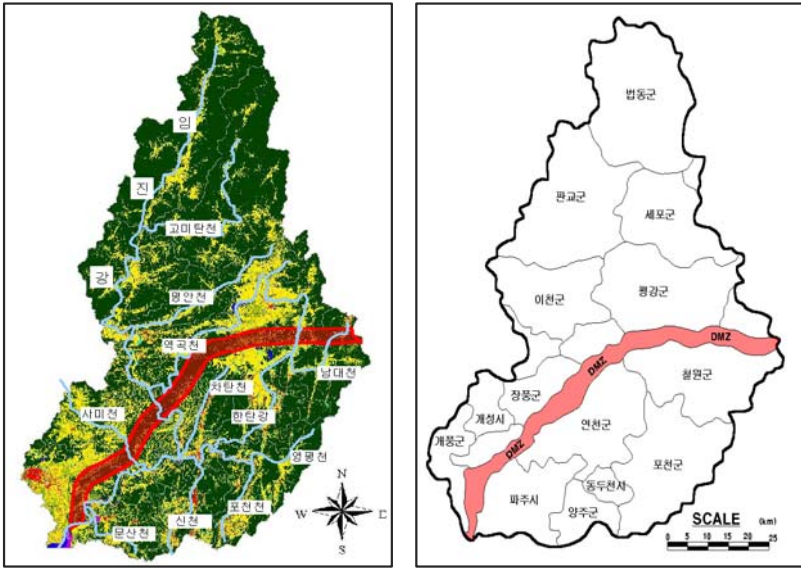 임
진
강
고미탄천
평안천
역곡천
남대천
차탄천
사미천
한탄강
영평천
문산천
신천
포천천
N
W
E
S
법동군
판교군
세포군
이천군
평강군
DMZ
철원군
DMZ
장풍군
개성시
연천군
개풍군
DMZ
포천군
파주시
동두천시
양주군
SCALE (km)
0 5 10 15 20 25